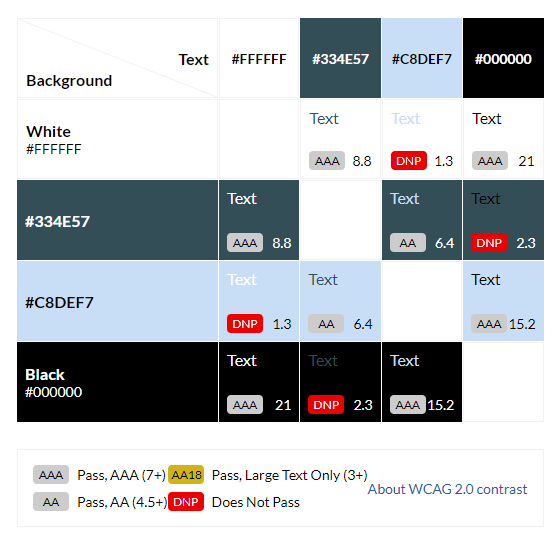 Text
Background
#FFFFFF
#334E57
#C8DEF7
#000000
White
#FFFFFF
Text
AAA 8.8
Text
DNP 1.3
Text
AAA 21
#334E57
Text
AAA 8.8
Text
AA 6.4
Text
DNP 2.3
#C8DEF7
Text
DNP 1.3
Text
AA 6.4
Text
AAA 15.2
Black
#000000
Text
AAA 21
Text
DNP 2.3
Text
AAA 15.2
AAA Pass, AAA (7+)
AA18 Pass, Large Text Only (3+)
AA Pass, AA (4.5+)
DNP Does Not Pass
About WCAG 2.0 contrast